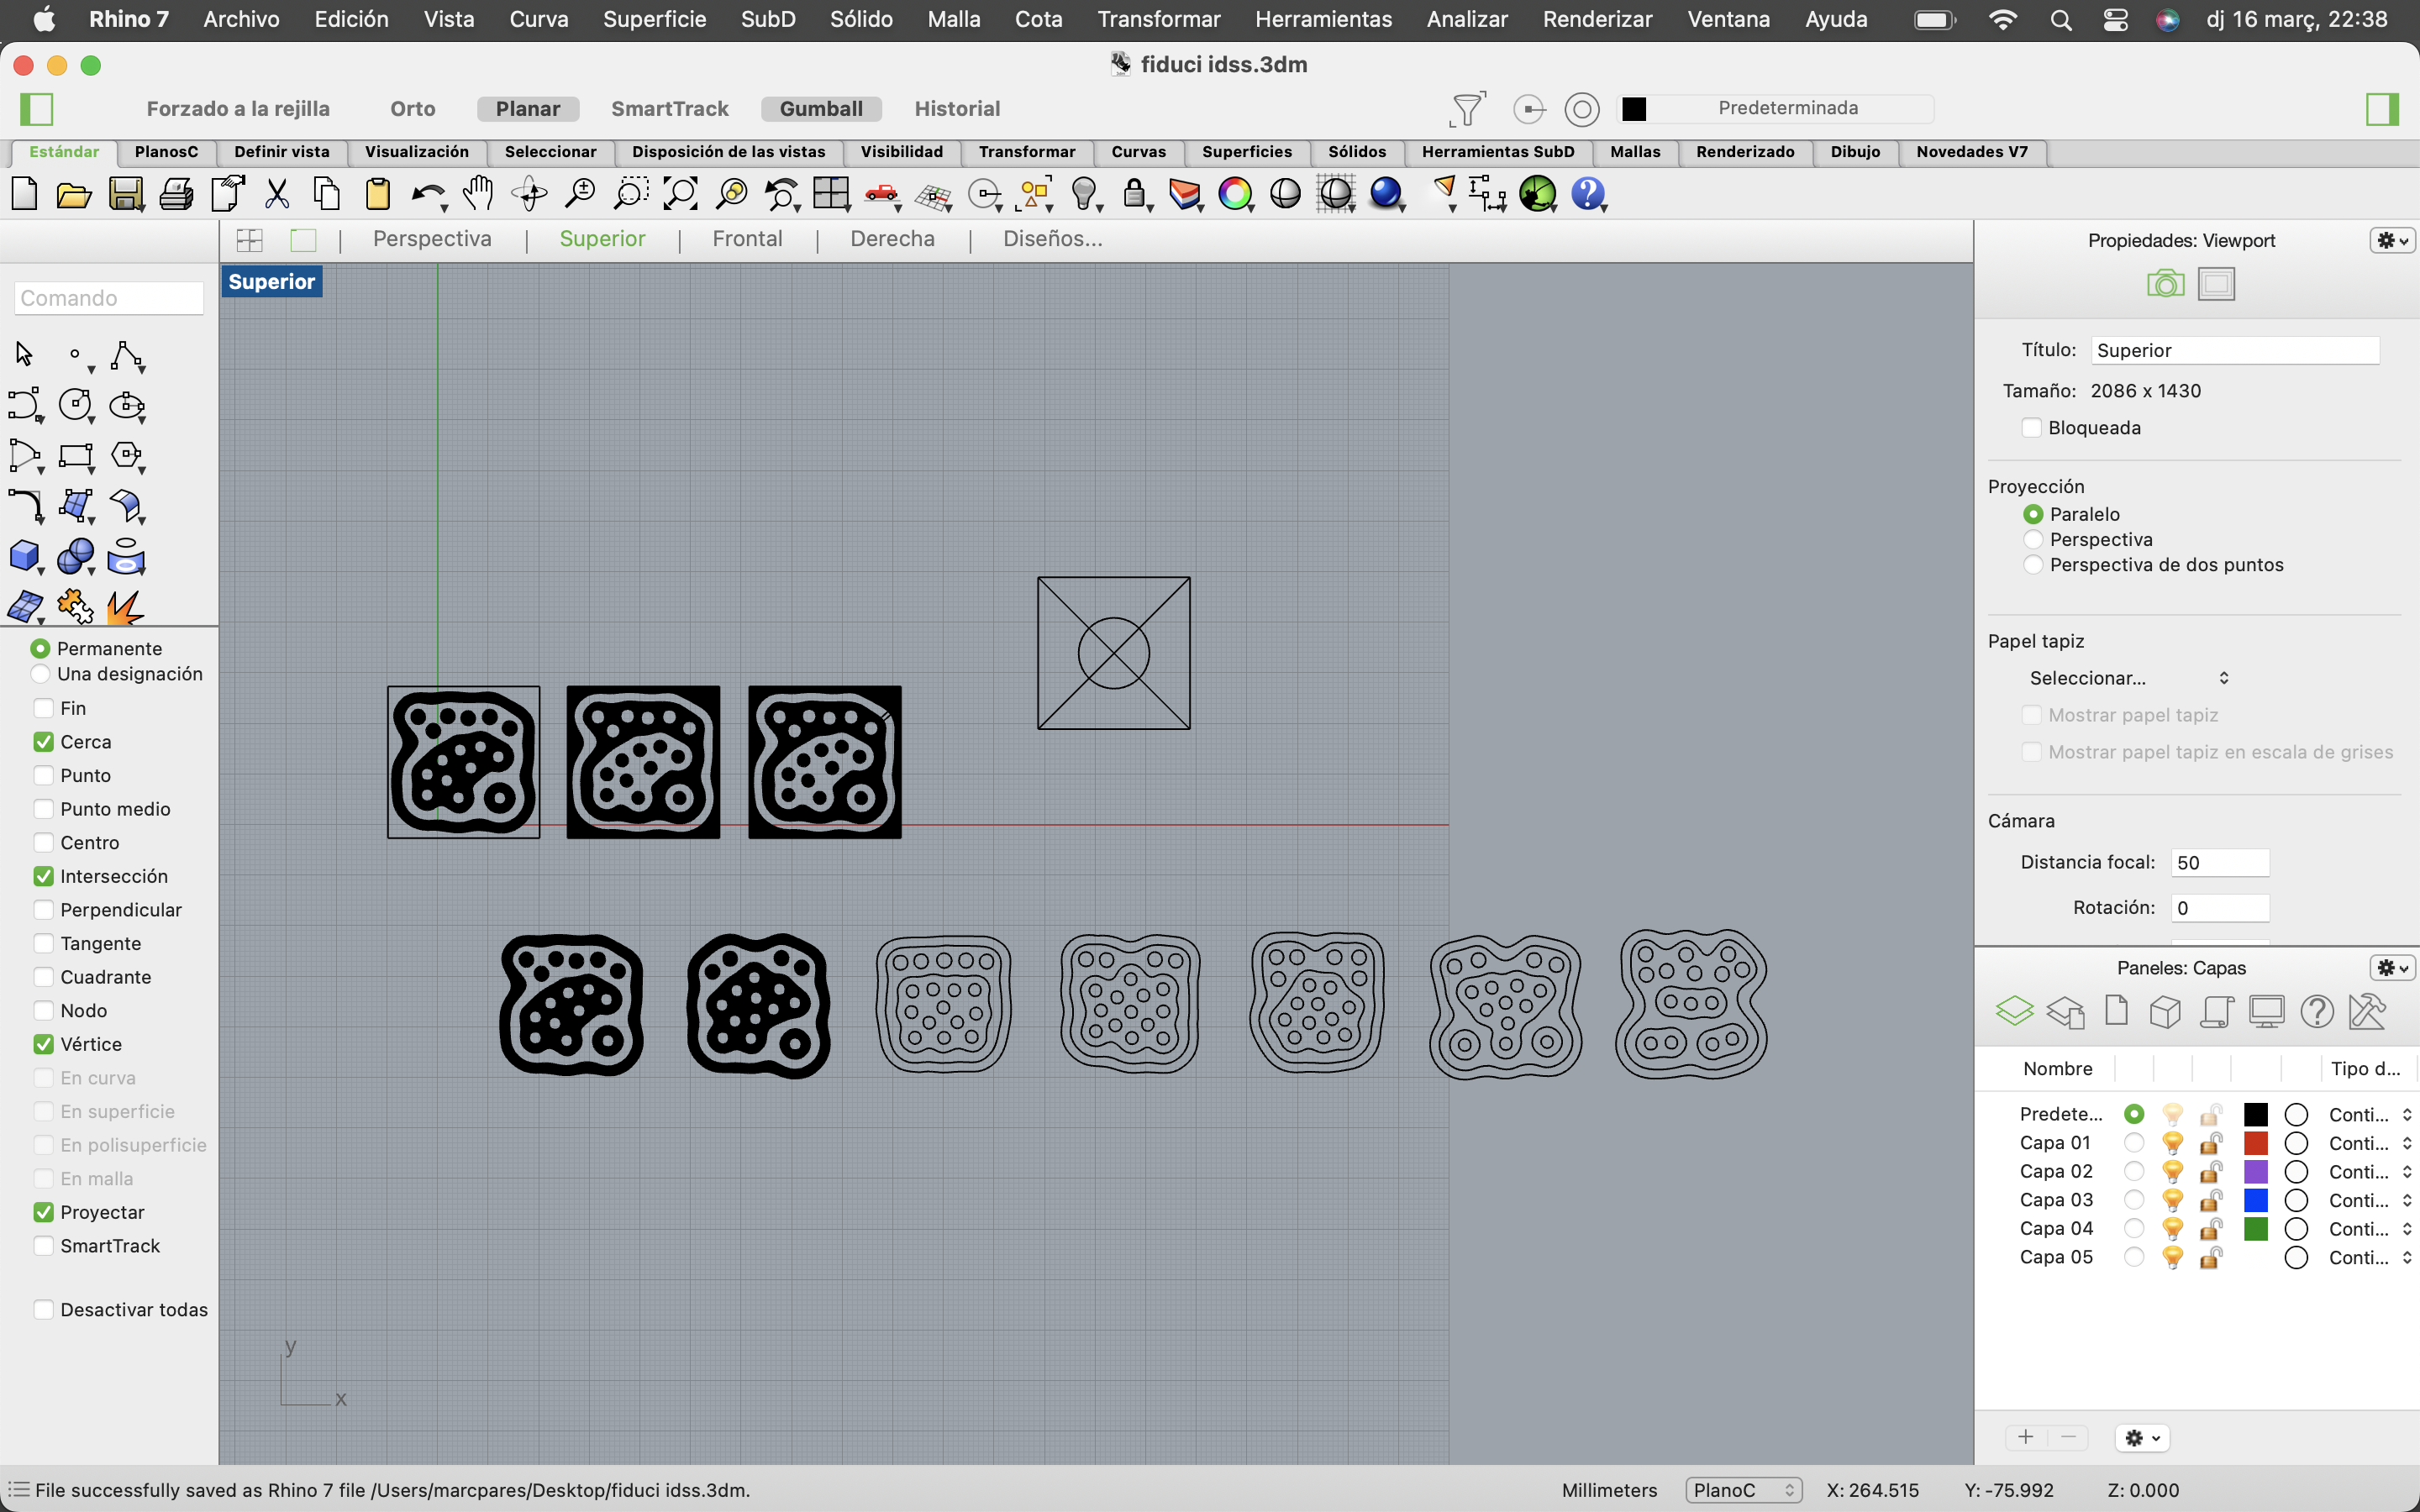 Rhino 7 Archivo Edición Vista Curva Superficie SubD Sólido Malla Cota Transformar Herramientas Analizar Renderizar Ventana Ayuda dj 16 març, 22:38
fiduci idss.3dm
Forzado a la rejilla Orto Planar SmartTrack Gumball Historial Predeterminada
Estándar PlanosC Definir vista Visualización Seleccionar Disposición de las vistas Visibilidad Transformar Curvas Superficies Sólidos Herramientas SubD Mallas Renderizado Dibujo Novedades V7
Perspectiva | Superior | Frontal | Derecha | Diseños...
Superior
Comando
Permanente
Una designación
Fin
Cerca
Punto
Punto medio
Centro
Intersección
Perpendicular
Tangente
Cuadrante
Nodo
Vértice
En curva
En superficie
En polisuperficie
En malla
Proyectar
SmartTrack
Desactivar todas
y
x
Propiedades: Viewport
Título: Superior
Tamaño: 2086 x 1430
Bloqueada
Proyección
Paralelo
Perspectiva
Perspectiva de dos puntos
Papel tapiz
Seleccionar...
Mostrar papel tapiz
Mostrar papel tapiz en escala de grises
Cámara
Distancia focal: 50
Rotación: 0
Paneles: Capas
Nombre Tipo d...
Predete... Conti...
Capa 01 Conti...
Capa 02 Conti...
Capa 03 Conti...
Capa 04 Conti...
Capa 05 Conti...
File successfully saved as Rhino 7 file /Users/marcpares/Desktop/fiduci idss.3dm. Millimeters PlanoC X: 264.515 Y: -75.992 Z: 0.000